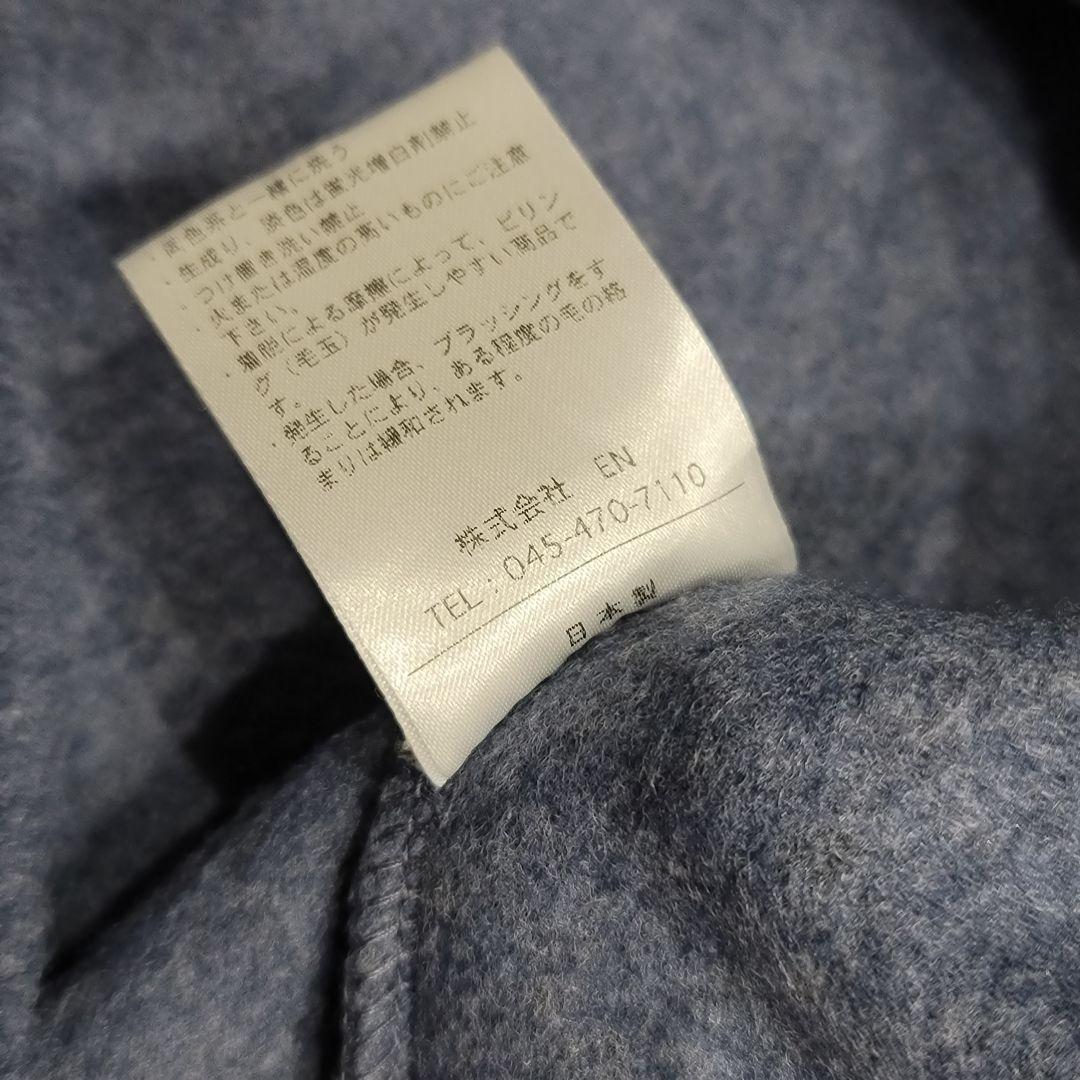 ・同色系と一緒に洗う
・生成り、淡色は蛍光増白剤禁止
・つけ置き洗い禁止
・火または温度の高いものにご注意
下さい。
・着脱による摩擦によって、ピリン
グ（毛玉）が発生しやすい商品で
す。
・発生した場合、ブラッシングをす
ることにより、ある程度の毛の格
まりは緩和されます。
株式会社 EN
TEL：045-470-7110
日本製